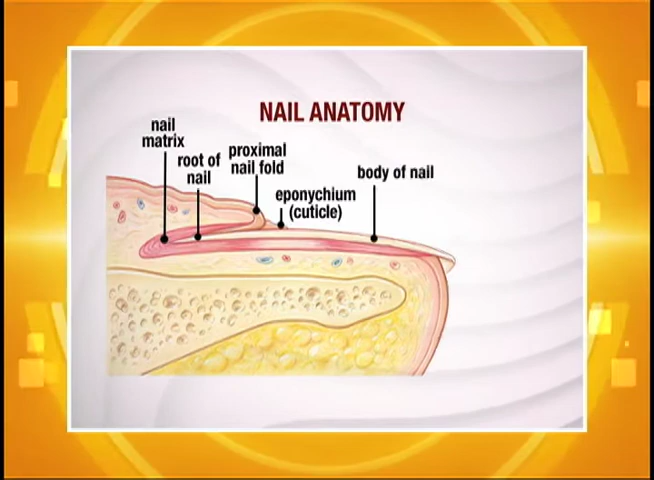 NAIL ANATOMY
nail
matrix
root of
nail
proximal
nail fold
eponychium
(cuticle)
body of nail